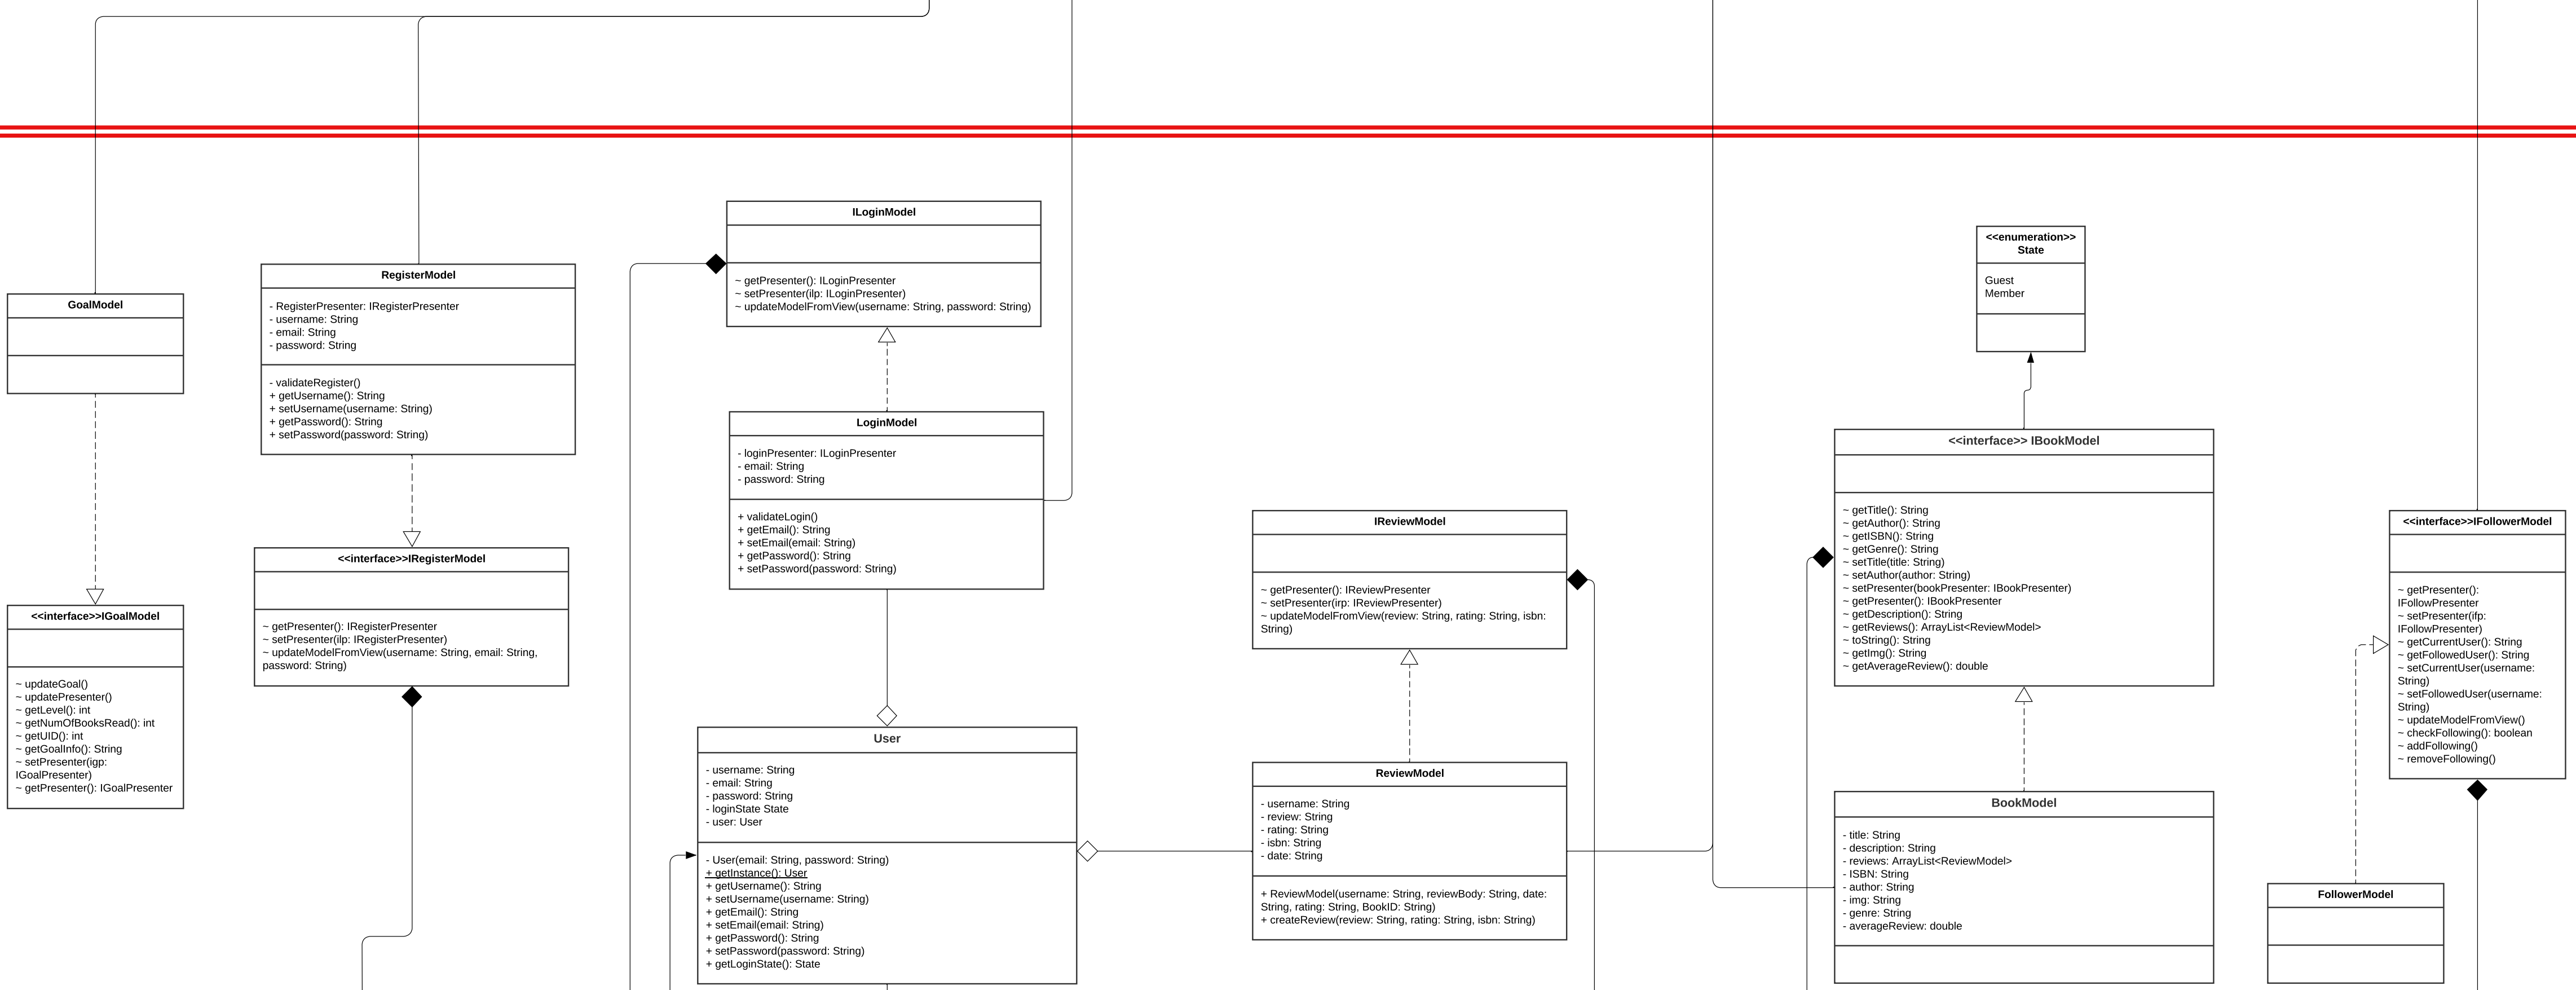 GoalModel
<<interface>>IGoalModel
~ updateGoal()
~ updatePresenter()
~ getLevel(): int
~ getNumOfBooksRead(): int
~ getUID(): int
~ getGoalInfo(): String
~ setPresenter(igp:
IGoalPresenter)
~ getPresenter(): IGoalPresenter
RegisterModel
- RegisterPresenter: IRegisterPresenter
- username: String
- email: String
- password: String
- validateRegister()
+ getUsername(): String
+ setUsername(username: String)
+ getPassword(): String
+ setPassword(password: String)
<<interface>>IRegisterModel
~ getPresenter(): IRegisterPresenter
~ setPresenter(ilp: IRegisterPresenter)
~ updateModelFromView(username: String, email: String,
password: String)
ILoginModel
~ getPresenter(): ILoginPresenter
~ setPresenter(ilp: ILoginPresenter)
~ updateModelFromView(username: String, password: String)
LoginModel
- loginPresenter: ILoginPresenter
- email: String
- password: String
+ validateLogin()
+ getEmail(): String
+ setEmail(email: String)
+ getPassword(): String
+ setPassword(password: String)
User
- username: String
- email: String
- password: String
- loginState State
- user: User
- User(email: String, password: String)
+ getInstance(): User
+ getUsername(): String
+ setUsername(username: String)
+ getEmail(): String
+ setEmail(email: String)
+ getPassword(): String
+ setPassword(password: String)
+ getLoginState(): State
IReviewModel
~ getPresenter(): IReviewPresenter
~ setPresenter(irp: IReviewPresenter)
~ updateModelFromView(review: String, rating: String, isbn:
String)
ReviewModel
- username: String
- review: String
- rating: String
- isbn: String
- date: String
+ ReviewModel(username: String, reviewBody: String, date:
String, rating: String, BookID: String)
+ createReview(review: String, rating: String, isbn: String)
<<enumeration>>
State
Guest
Member
<<interface>> IBookModel
~ getTitle(): String
~ getAuthor(): String
~ getISBN(): String
~ getGenre(): String
~ setTitle(title: String)
~ setAuthor(author: String)
~ setPresenter(bookPresenter: IBookPresenter)
~ getPresenter: IBookPresenter
~ getDescription(): String
~ getReviews(): ArrayList<ReviewModel>
~ toString(): String
~ getImg(): String
~ getAverageReview(): double
BookModel
- title: String
- description: String
- reviews: ArrayList<ReviewModel>
- ISBN: String
- author: String
- img: String
- genre: String
- averageReview: double
<<interface>>IFollowerModel
~ getPresenter():
IFollowPresenter
~ setPresenter(ifp:
IFollowPresenter)
~ getCurrentUser(): String
~ getFollowedUser(): String
~ setCurrentUser(username:
String)
~ setFollowedUser(username:
String)
~ updateModelFromView()
~ checkFollowing(): boolean
~ addFollowing()
~ removeFollowing()
FollowerModel